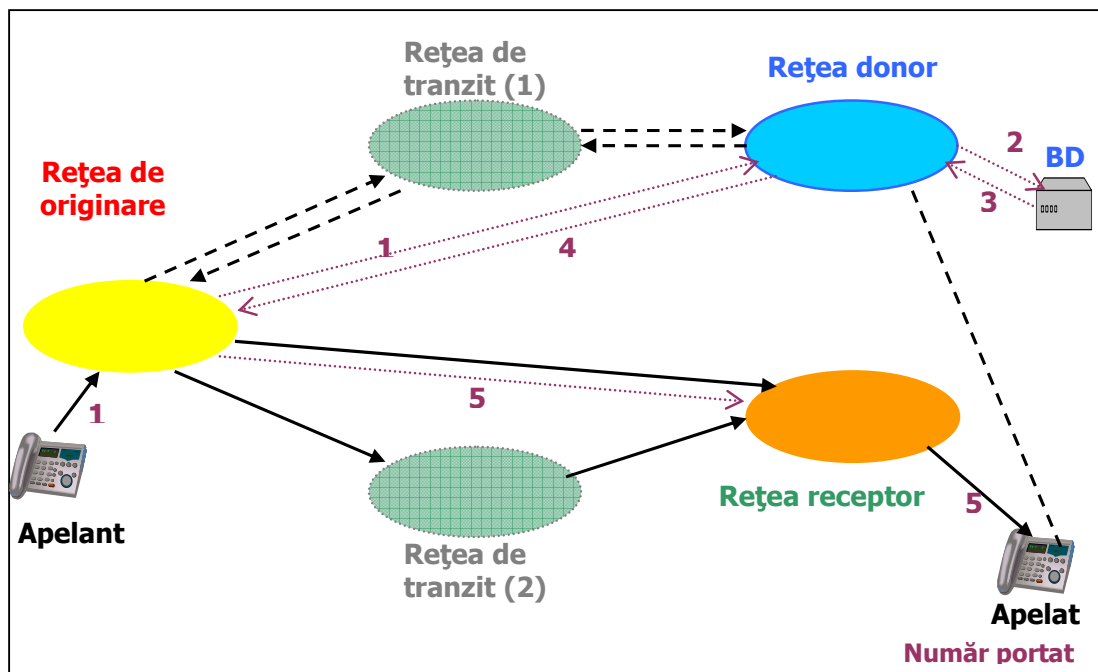 Reţea de
tranzit (1)
Reţea donor
2
BD
3
Reţea de
originare
1
4
5
1
Reţea receptor
5
Apelant
Reţea de
tranzit (2)
Apelat
Număr portat